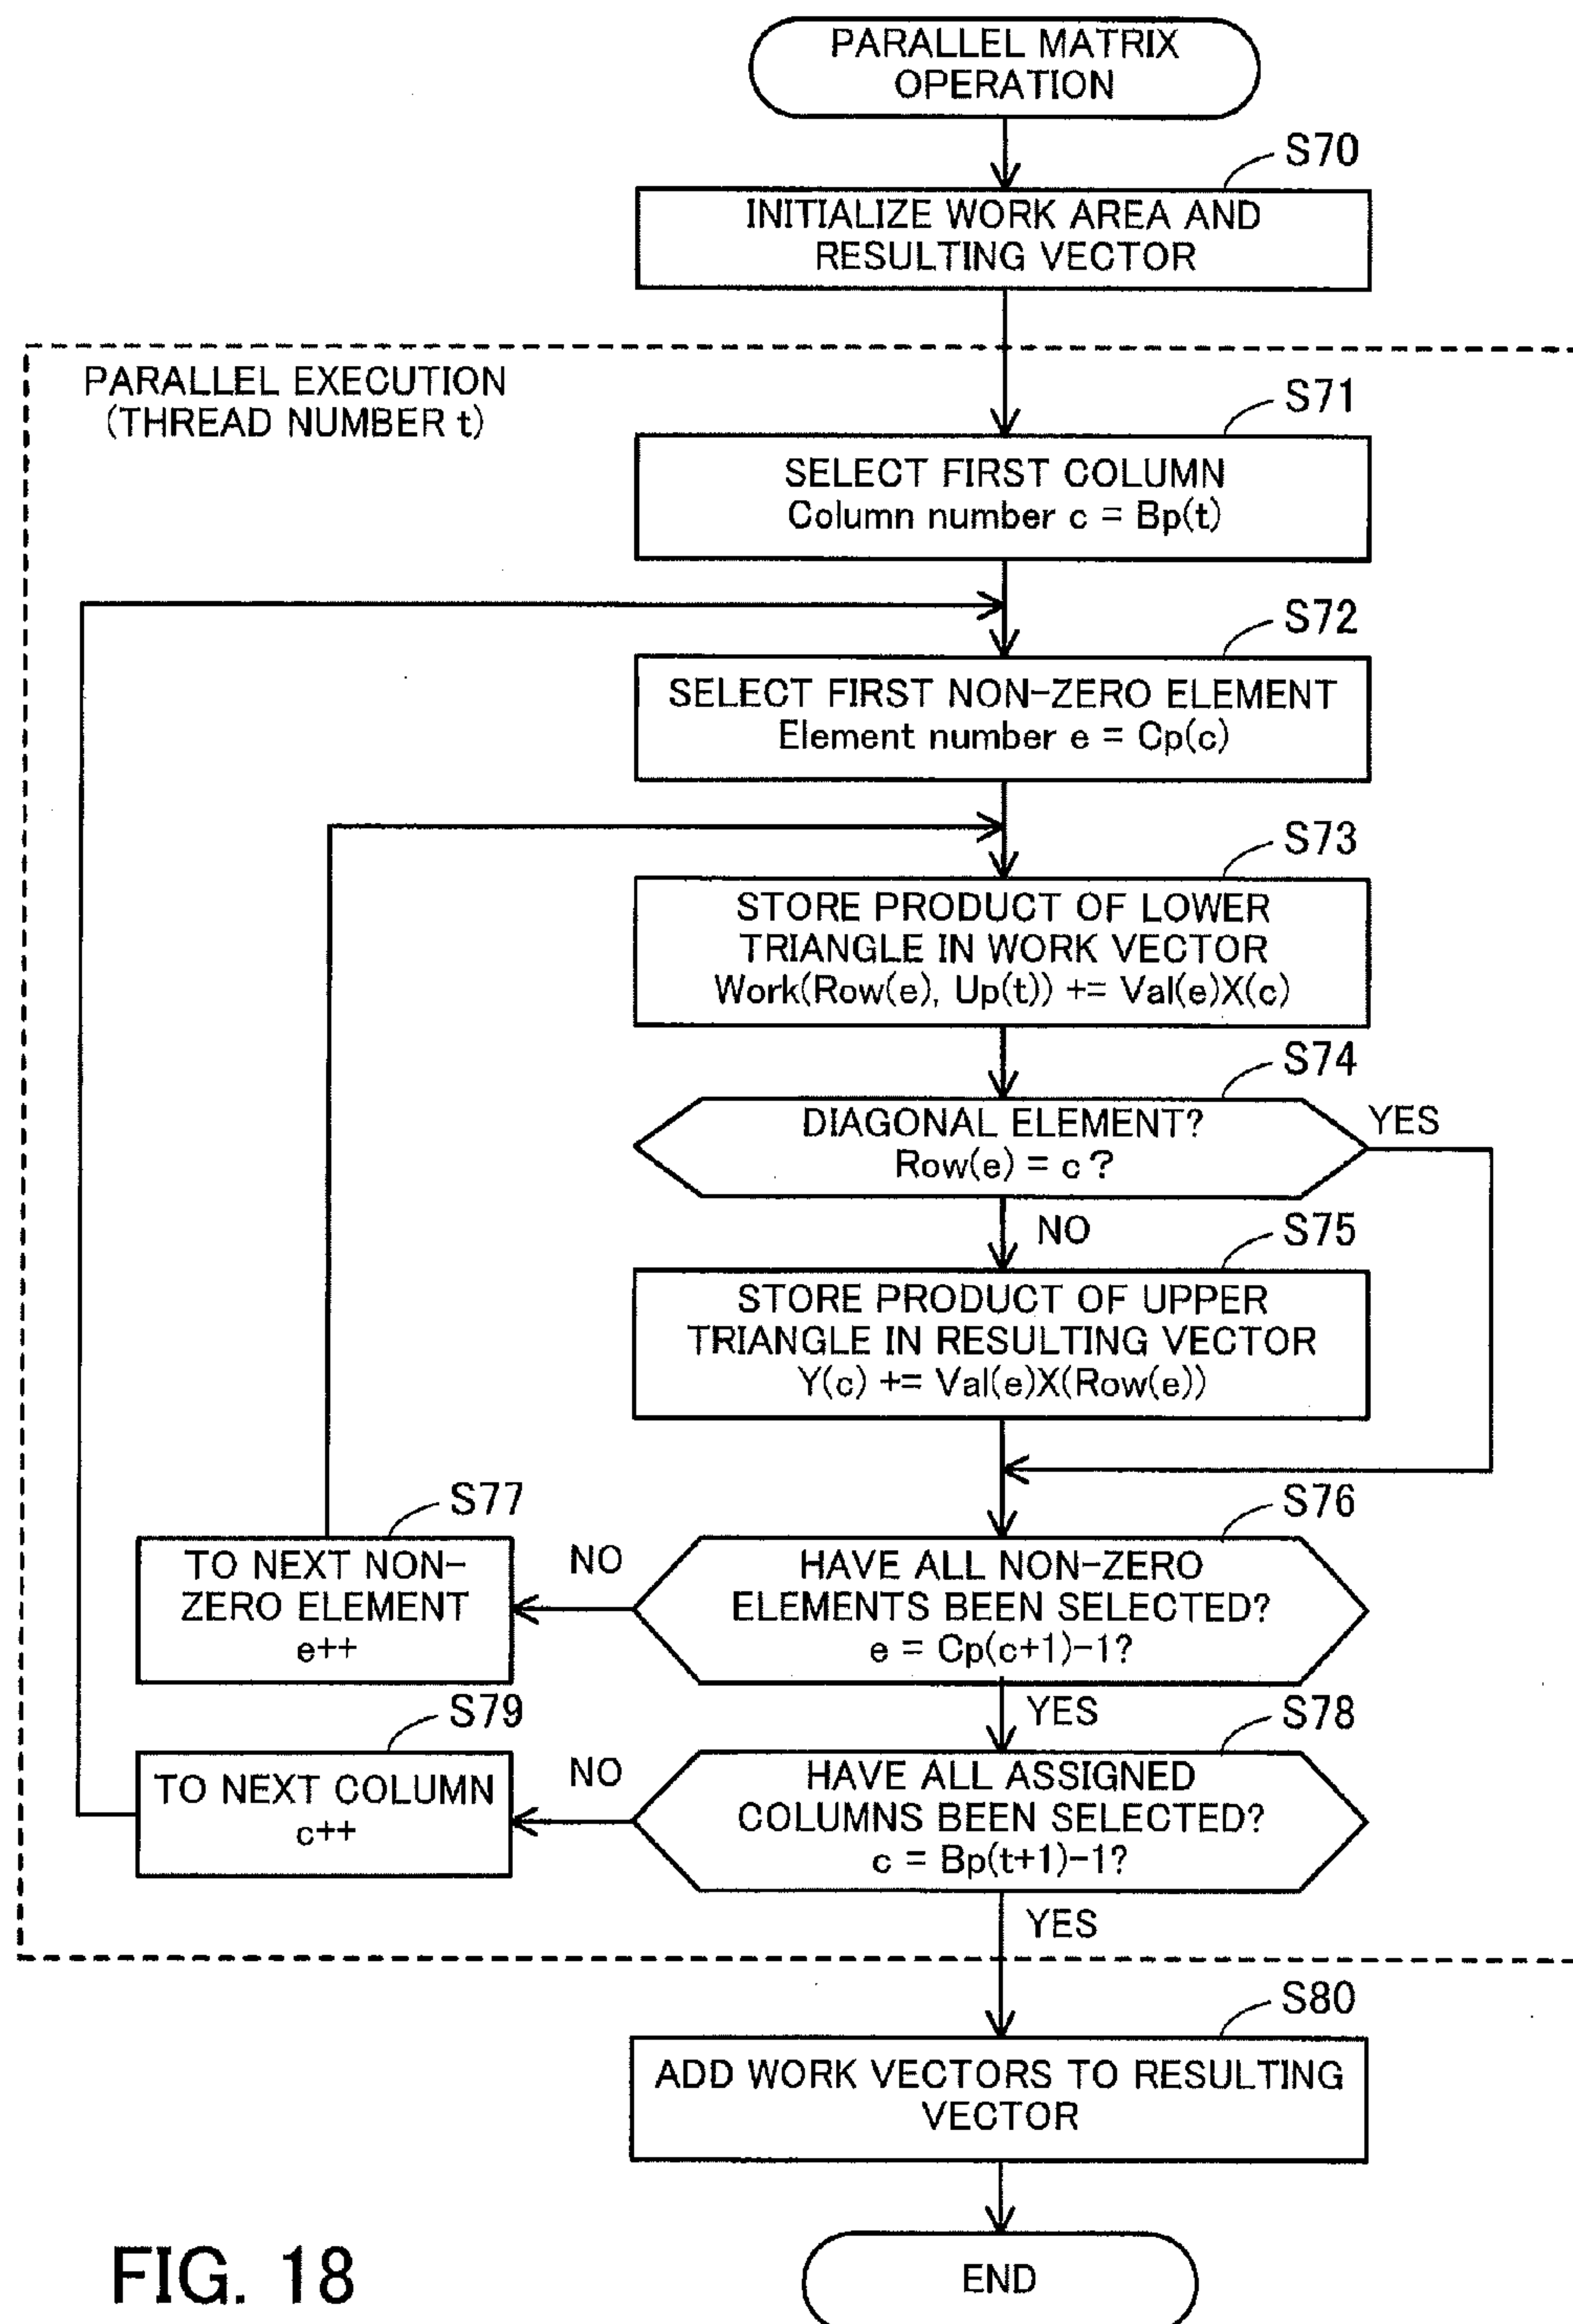 PARALLEL MATRIX
OPERATION
S70
INITIALIZE WORK AREA AND
RESULTING VECTOR
PARALLEL EXECUTION
(THREAD NUMBER t)
S71
SELECT FIRST COLUMN
Column number c = Bp(t)
S72
SELECT FIRST NON-ZERO ELEMENT
Element number e = Cp(c)
S73
STORE PRODUCT OF LOWER
TRIANGLE IN WORK VECTOR
Work(Row(e), Up(t)) += Val(e)X(c)
S74
DIAGONAL ELEMENT?
Row(e) = c ?
YES
NO
S75
STORE PRODUCT OF UPPER
TRIANGLE IN RESULTING VECTOR
Y(c) += Val(e)X(Row(e))
S77
TO NEXT NON-
ZERO ELEMENT
e++
NO
S76
HAVE ALL NON-ZERO
ELEMENTS BEEN SELECTED?
e = Cp(c+1)-1?
YES
S79
TO NEXT COLUMN
c++
NO
S78
HAVE ALL ASSIGNED
COLUMNS BEEN SELECTED?
c = Bp(t+1)-1?
YES
S80
ADD WORK VECTORS TO RESULTING
VECTOR
END
FIG. 18